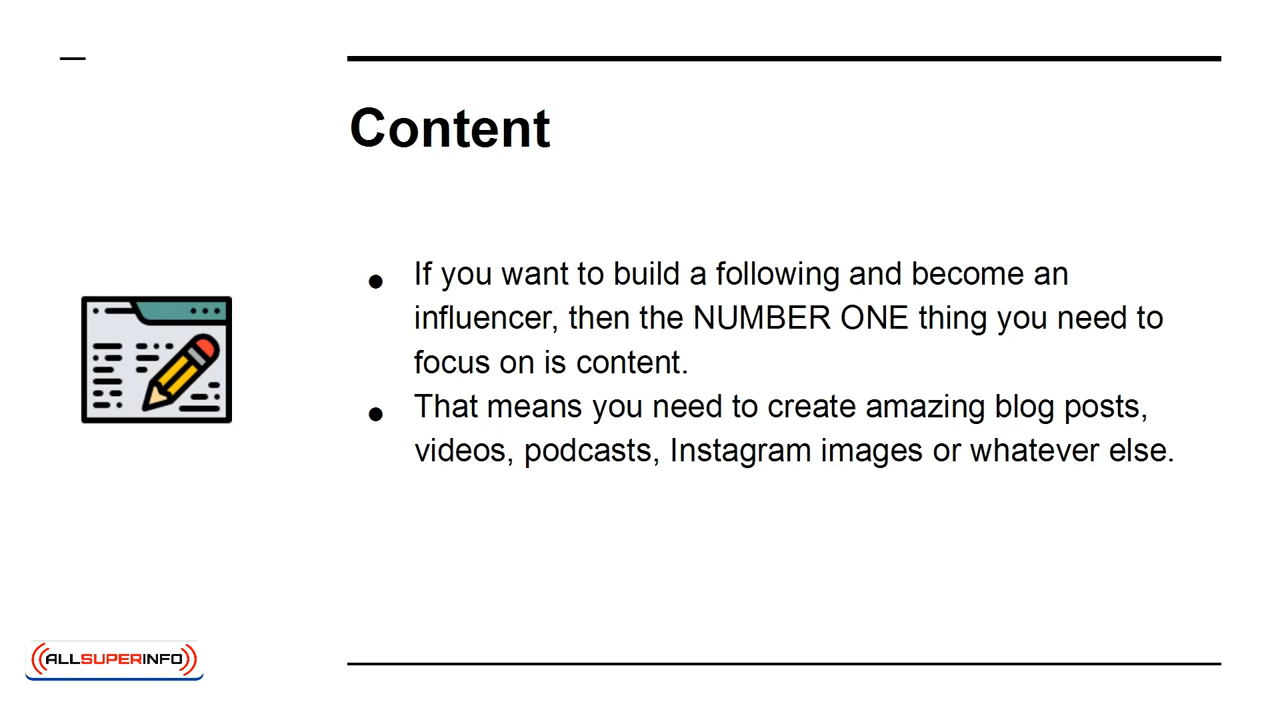 Content
● If you want to build a following and become an
influencer, then the NUMBER ONE thing you need to
focus on is content.
● That means you need to create amazing blog posts,
videos, podcasts, Instagram images or whatever else.
ALLSUPERINFO